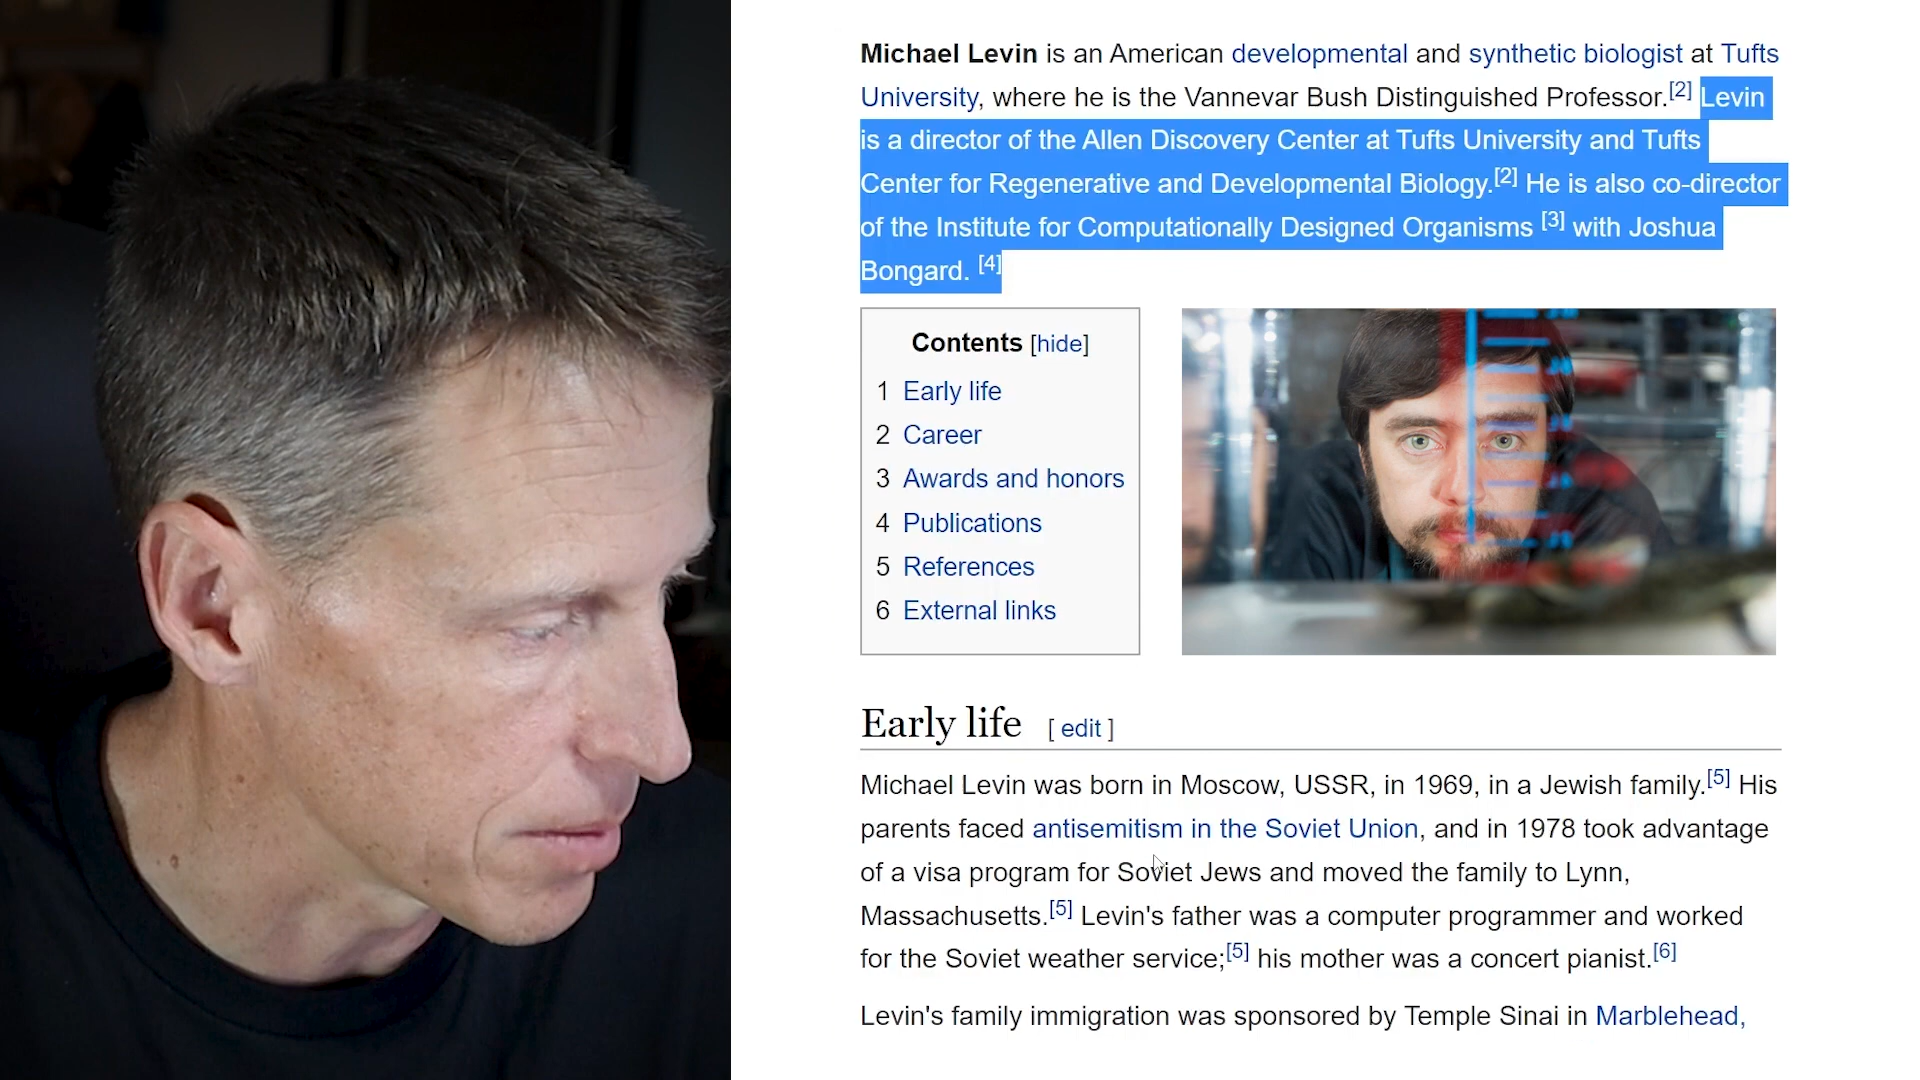 Michael Levin is an American developmental and synthetic biologist at Tufts
University, where he is the Vannevar Bush Distinguished Professor.[2] Levin
is a director of the Allen Discovery Center at Tufts University and Tufts
Center for Regenerative and Developmental Biology.[2] He is also co-director
of the Institute for Computationally Designed Organisms [3] with Joshua
Bongard. [4]
Contents [hide]
1 Early life
2 Career
3 Awards and honors
4 Publications
5 References
6 External links
Early life [ edit ]
Michael Levin was born in Moscow, USSR, in 1969, in a Jewish family.[5] His
parents faced antisemitism in the Soviet Union, and in 1978 took advantage
of a visa program for Soviet Jews and moved the family to Lynn,
Massachusetts.[5] Levin's father was a computer programmer and worked
for the Soviet weather service;[5] his mother was a concert pianist.[6]
Levin's family immigration was sponsored by Temple Sinai in Marblehead,